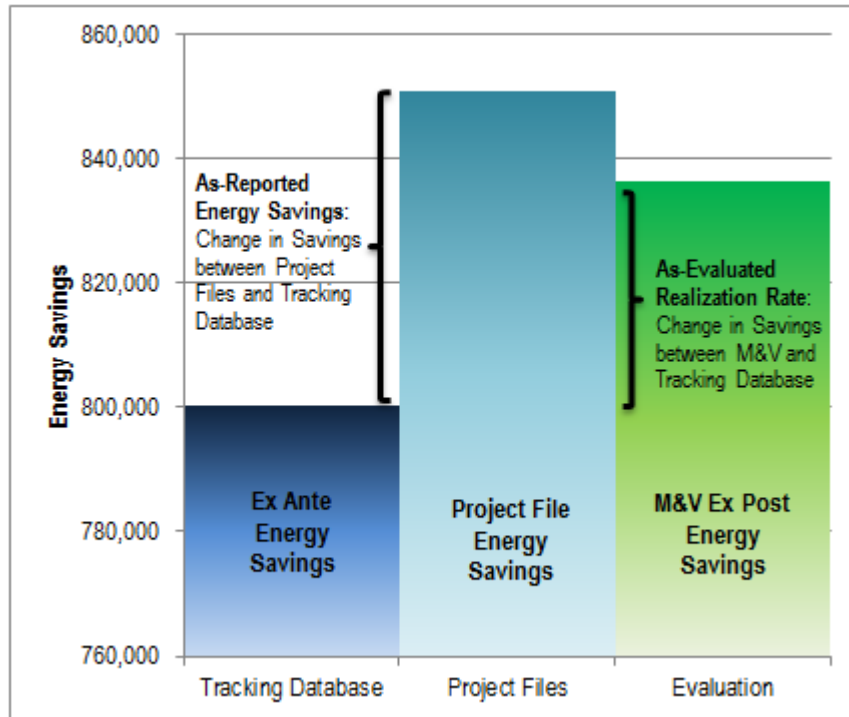 860,000
840,000
820,000
800,000
780,000
760,000
Energy Savings
As-Reported
Energy Savings:
Change in Savings
between Project
Files and Tracking
Database
As-Evaluated
Realization Rate:
Change in Savings
between M&V and
Tracking Database
Ex Ante
Energy
Savings
Project File
Energy
Savings
M&V Ex Post
Energy
Savings
Tracking Database
Project Files
Evaluation